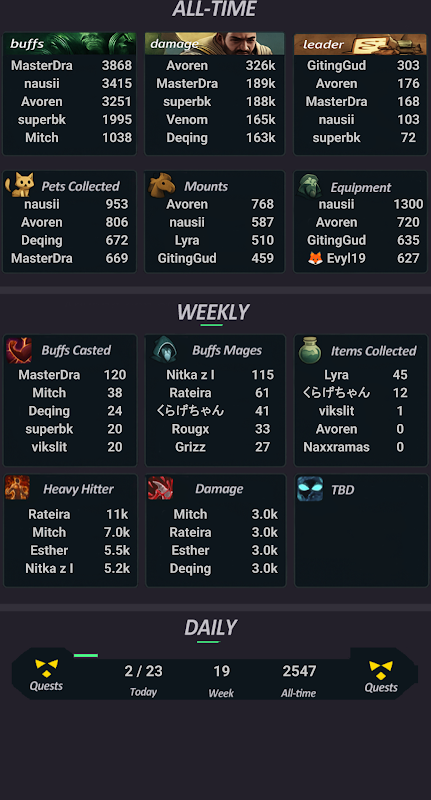 ALL-TIME
buffs
MasterDra 3868
nausii 3415
Avoren 3251
superbk 1995
Mitch 1038
damage
Avoren 326k
MasterDra 189k
superbk 188k
Venom 165k
Deqing 163k
leader
GitingGud 303
Avoren 176
MasterDra 168
nausii 103
superbk 72
Pets Collected
nausii 953
Avoren 806
Deqing 672
MasterDra 669
Mounts
Avoren 768
nausii 587
Lyra 510
GitingGud 459
Equipment
nausii 1300
Avoren 720
GitingGud 635
🦊 Evyl19 627
WEEKLY
Buffs Casted
MasterDra 120
Mitch 38
Deqing 24
superbk 20
vikslit 20
Buffs Mages
Nitka z I 115
Rateira 61
くらげちゃん 41
Rougx 33
Grizz 27
Items Collected
Lyra 45
くらげちゃん 12
vikslit 1
Avoren 0
Naxxramas 0
Heavy Hitter
Rateira 11k
Mitch 7.0k
Esther 5.5k
Nitka z I 5.2k
Damage
Mitch 3.0k
Rateira 3.0k
Esther 3.0k
Deqing 3.0k
TBD
DAILY
Quests
2 / 23
Today
19
Week
2547
All-time
Quests